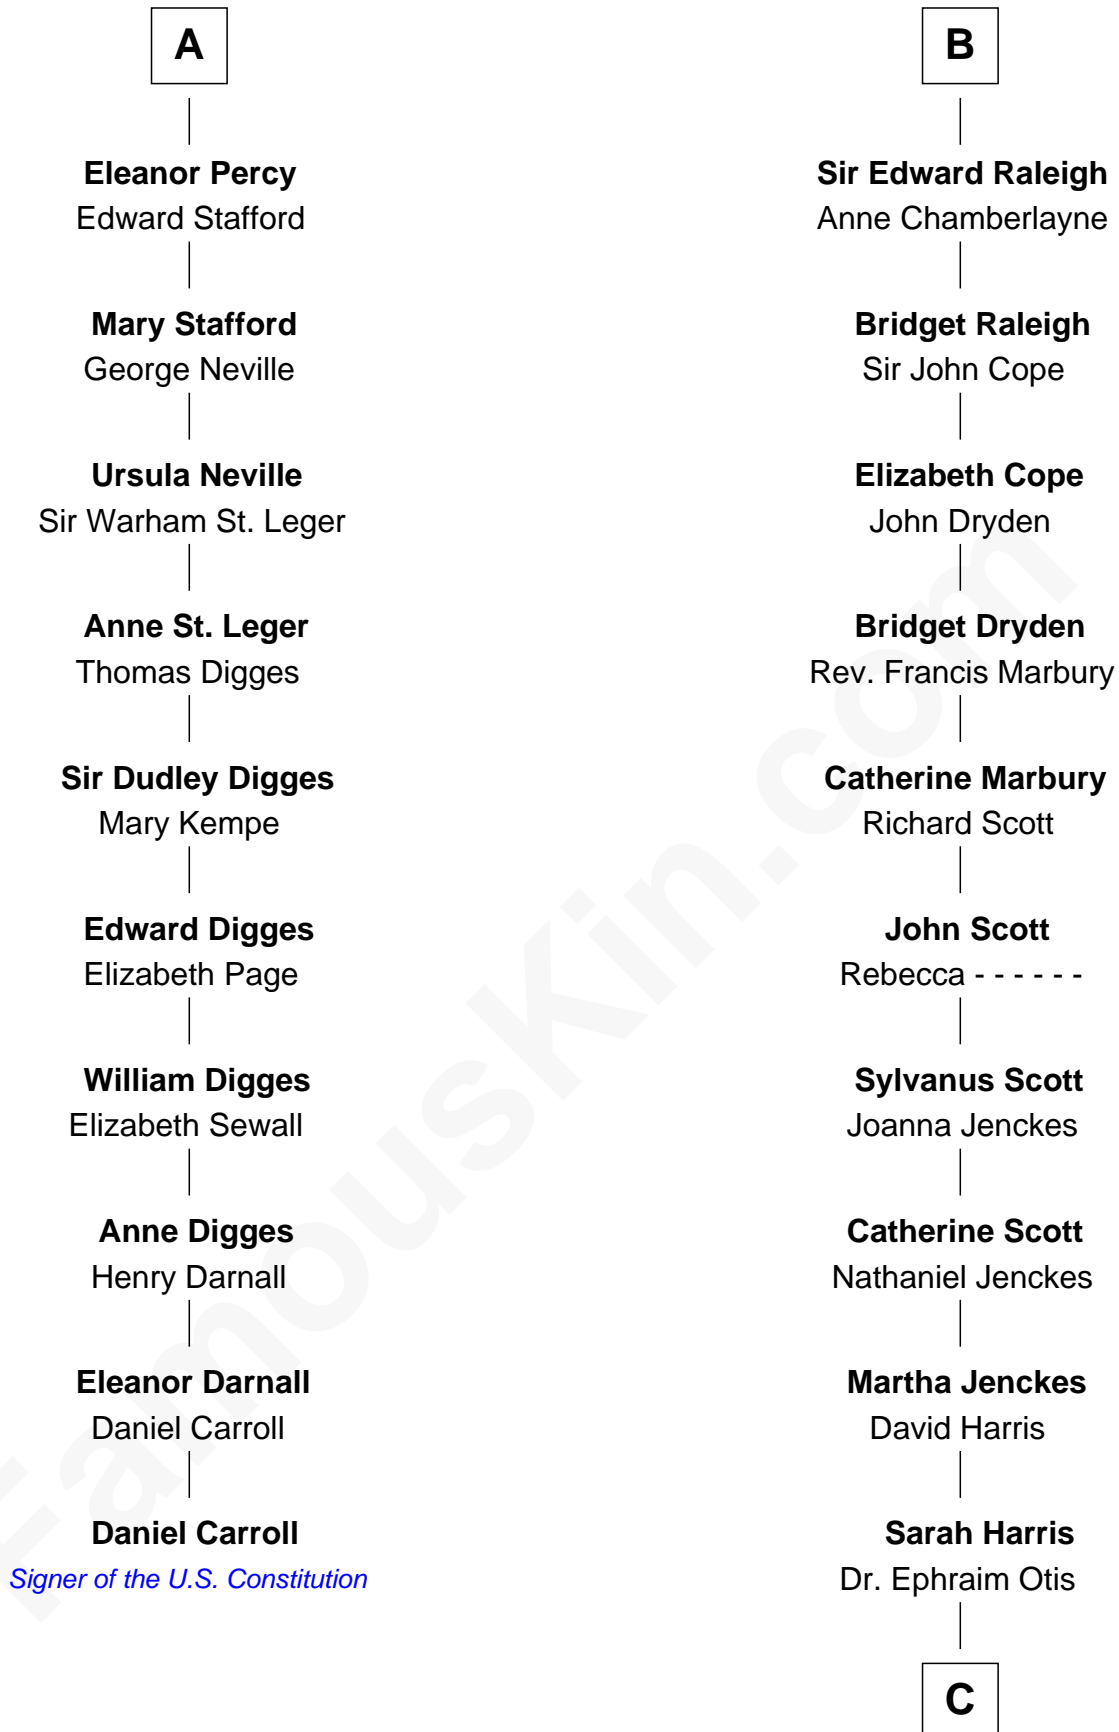 A
Eleanor Percy
Edward Stafford
Mary Stafford
George Neville
Ursula Neville
Sir Warham St. Leger
Anne St. Leger
Thomas Digges
Sir Dudley Digges
Mary Kempe
Edward Digges
Elizabeth Page
William Digges
Elizabeth Sewall
Anne Digges
Henry Darnall
Eleanor Darnall
Daniel Carroll
Daniel Carroll
Signer of the U.S. Constitution
B
Sir Edward Raleigh
Anne Chamberlayne
Bridget Raleigh
Sir John Cope
Elizabeth Cope
John Dryden
Bridget Dryden
Rev. Francis Marbury
Catherine Marbury
Richard Scott
John Scott
Rebecca - - - - - -
Sylvanus Scott
Joanna Jenckes
Catherine Scott
Nathaniel Jenckes
Martha Jenckes
David Harris
Sarah Harris
Dr. Ephraim Otis
C
FamousKin.com